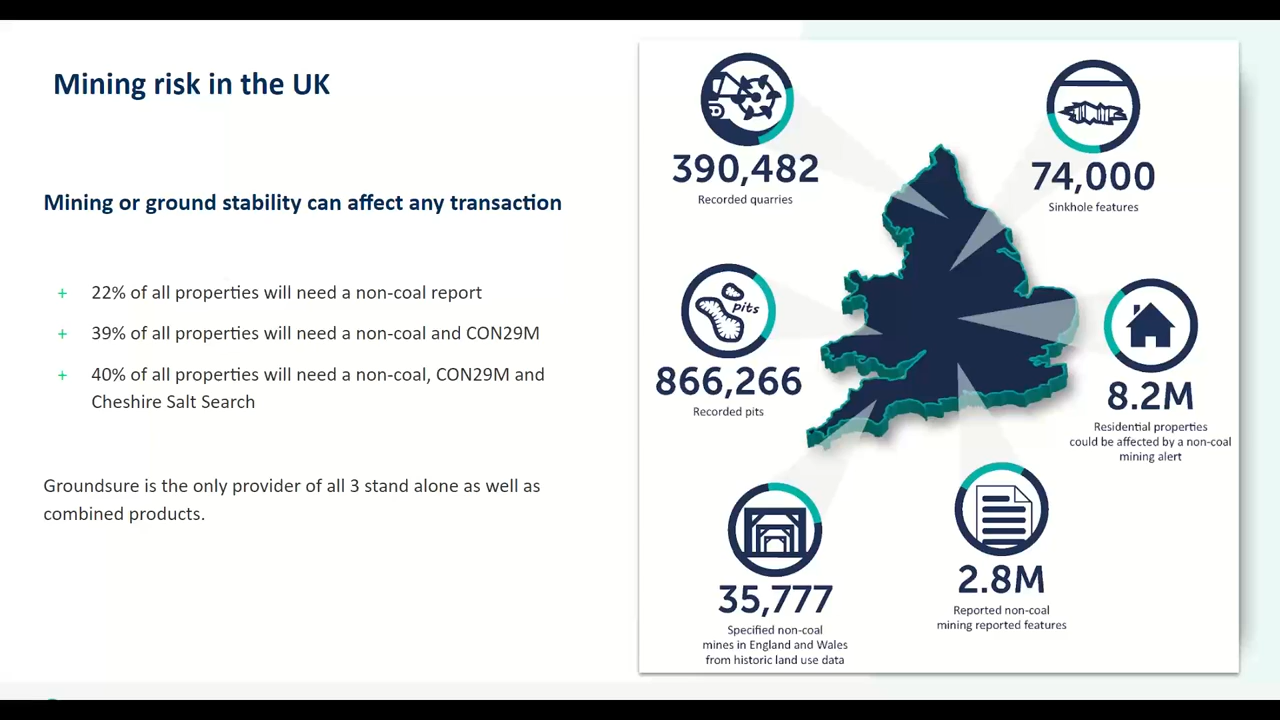 Mining risk in the UK
Mining or ground stability can affect any transaction
+ 22% of all properties will need a non-coal report
+ 39% of all properties will need a non-coal and CON29M
+ 40% of all properties will need a non-coal, CON29M and
Cheshire Salt Search
Groundsure is the only provider of all 3 stand alone as well as
combined products.
390,482
Recorded quarries
74,000
Sinkhole features
pits
866,266
Recorded pits
8.2M
Residential properties
could be affected by a non-coal
mining alert
35,777
Specified non-coal
mines in England and Wales
from historic land use data
2.8M
Reported non-coal
mining reported features